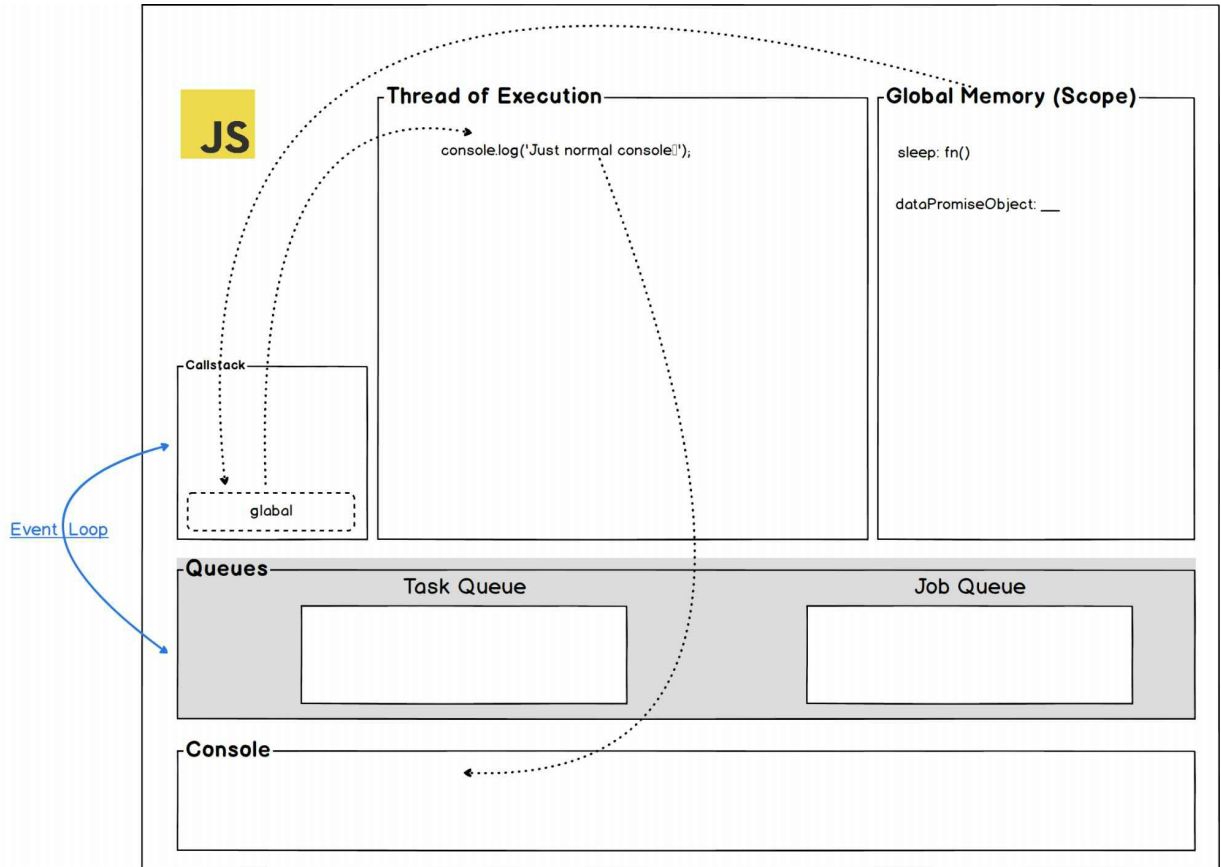 JS
Thread of Execution
Global Memory (Scope)
console.log('Just normal console▯');
sleep: fn()
dataPromiseObject: __
Callstack
glabal
Event Loop
Queues
Task Queue
Job Queue
Console